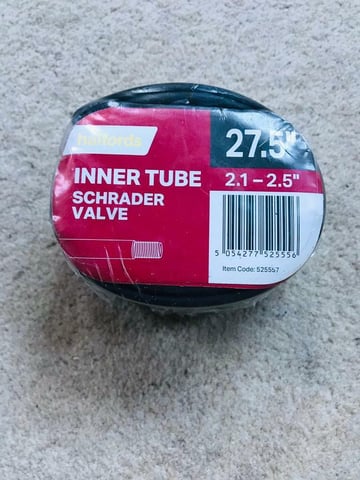 halfords
27.5"
INNER TUBE
2.1 – 2.5"
SCHRADER
VALVE
5 054277 525556
Item Code: 525557